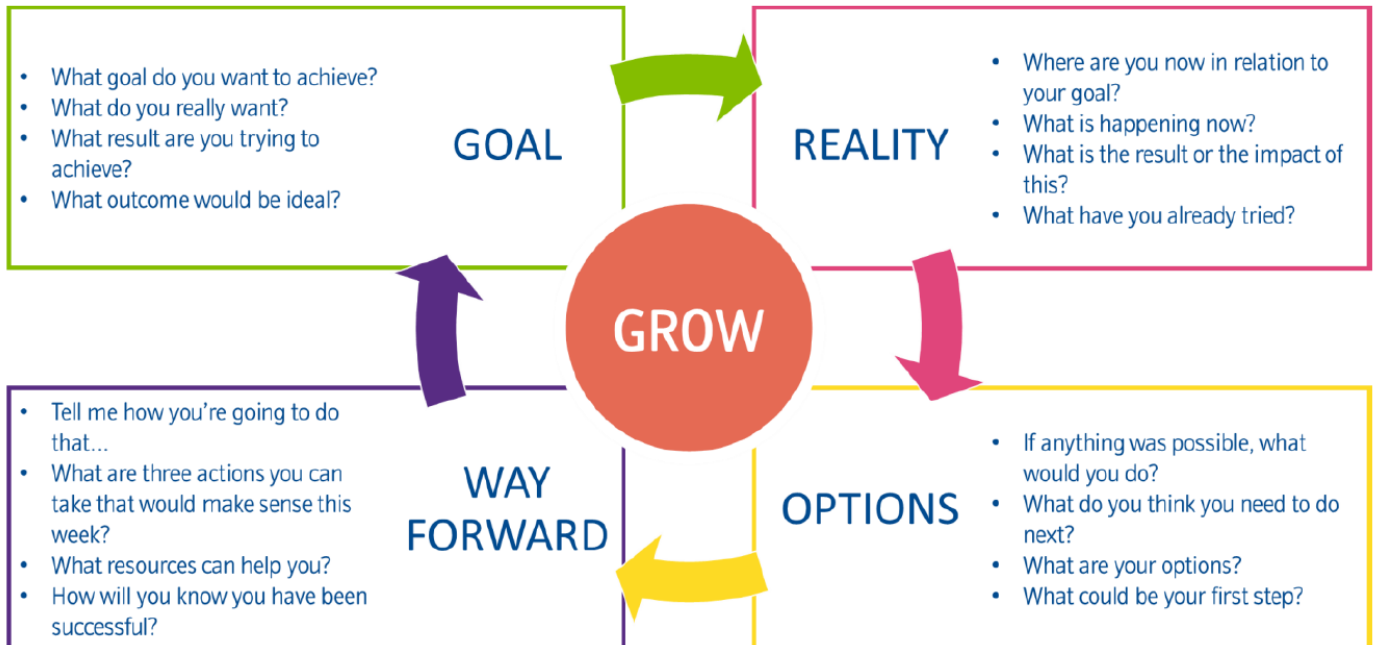 • What goal do you want to achieve?
• What do you really want?
• What result are you trying to
achieve?
• What outcome would be ideal?
GOAL
REALITY
• Where are you now in relation to
your goal?
• What is happening now?
• What is the result or the impact of
this?
• What have you already tried?
GROW
• Tell me how you’re going to do
that...
• What are three actions you can
take that would make sense this
week?
• What resources can help you?
• How will you know you have been
successful?
WAY
FORWARD
OPTIONS
• If anything was possible, what
would you do?
• What do you think you need to do
next?
• What are your options?
• What could be your first step?